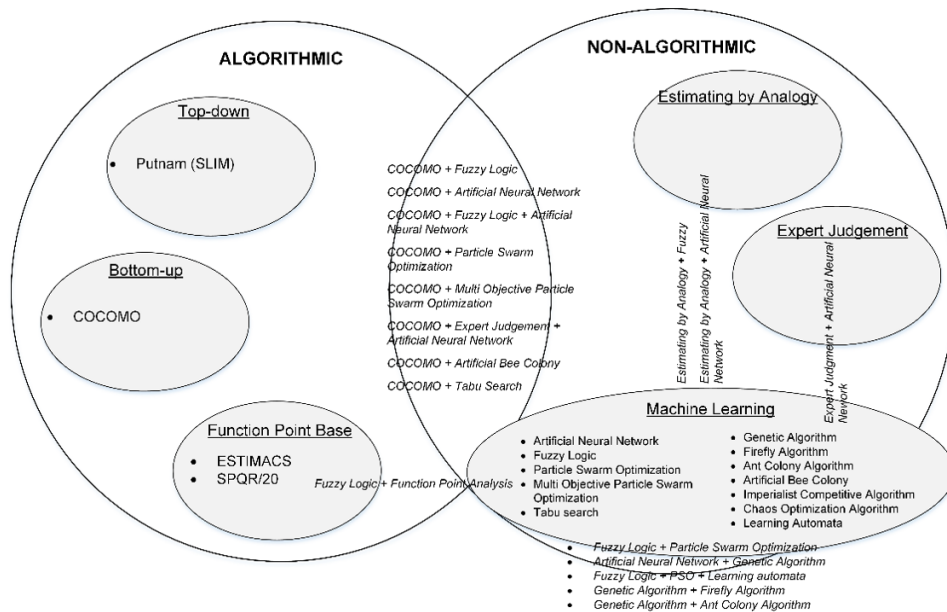 ALGORITHMIC
NON-ALGORITHMIC
Top-down
• Putnam (SLIM)
Bottom-up
• COCOMO
Function Point Base
• ESTIMACS
• SPQR/20
COCOMO + Fuzzy Logic
COCOMO + Artificial Neural Network
COCOMO + Fuzzy Logic + Artificial
Neural Network
COCOMO + Particle Swarm
Optimization
COCOMO + Multi Objective Particle
Swarm Optimization
COCOMO + Expert Judgement +
Artificial Neural Network
COCOMO + Artificial Bee Colony
COCOMO + Tabu Search
Fuzzy Logic + Function Point Analysis
Estimating by Analogy
Expert Judgement
Estimating by Analogy + Fuzzy
Estimating by Analogy + Artificial Neural
Network
Expert Judgment + Artificial Neural
Nework
Machine Learning
• Artificial Neural Network
• Fuzzy Logic
• Particle Swarm Optimization
• Multi Objective Particle Swarm
Optimization
• Tabu search
• Genetic Algorithm
• Firefly Algorithm
• Ant Colony Algorithm
• Artificial Bee Colony
• Imperialist Competitive Algorithm
• Chaos Optimization Algorithm
• Learning Automata
• Fuzzy Logic + Particle Swarm Optimization
• Artificial Neural Network + Genetic Algorithm
• Fuzzy Logic + PSO + Learning automata
• Genetic Algorithm + Firefly Algorithm
• Genetic Algorithm + Ant Colony Algorithm